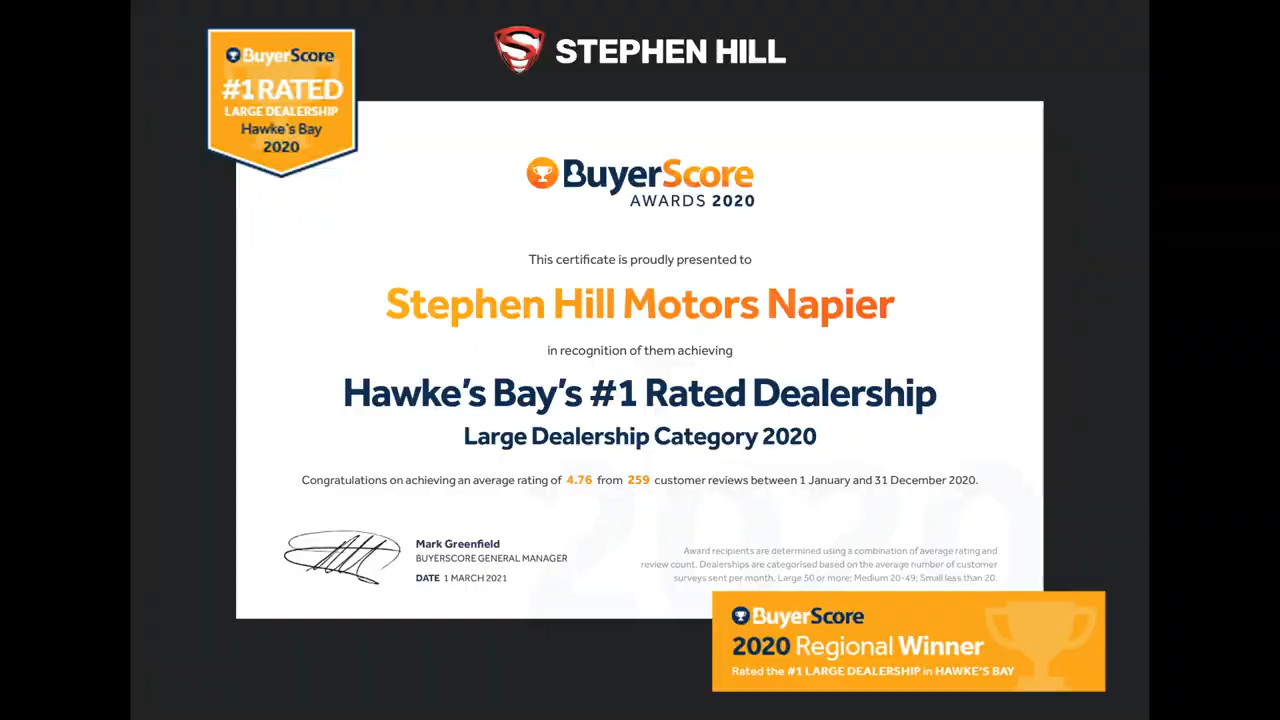 BuyerScore
#1 RATED
LARGE DEALERSHIP
Hawke's Bay
2020
STEPHEN HILL
BuyerScore
AWARDS 2020
This certificate is proudly presented to
Stephen Hill Motors Napier
in recognition of them achieving
Hawke's Bay's #1 Rated Dealership
Large Dealership Category 2020
Congratulations on achieving an average rating of 4.76 from 259 customer reviews between 1 January and 31 December 2020.
2020
Mark Greenfield
BUYERSCORE GENERAL MANAGER
DATE 1 MARCH 2021
Award recipients are determined using a combination of average rating and
review count. Dealerships are categorised based on the average number of customer
surveys sent per month. Large 50 or more; Medium 20-49; Small less than 20.
BuyerScore
2020 Regional Winner
Rated the #1 LARGE DEALERSHIP in HAWKE'S BAY